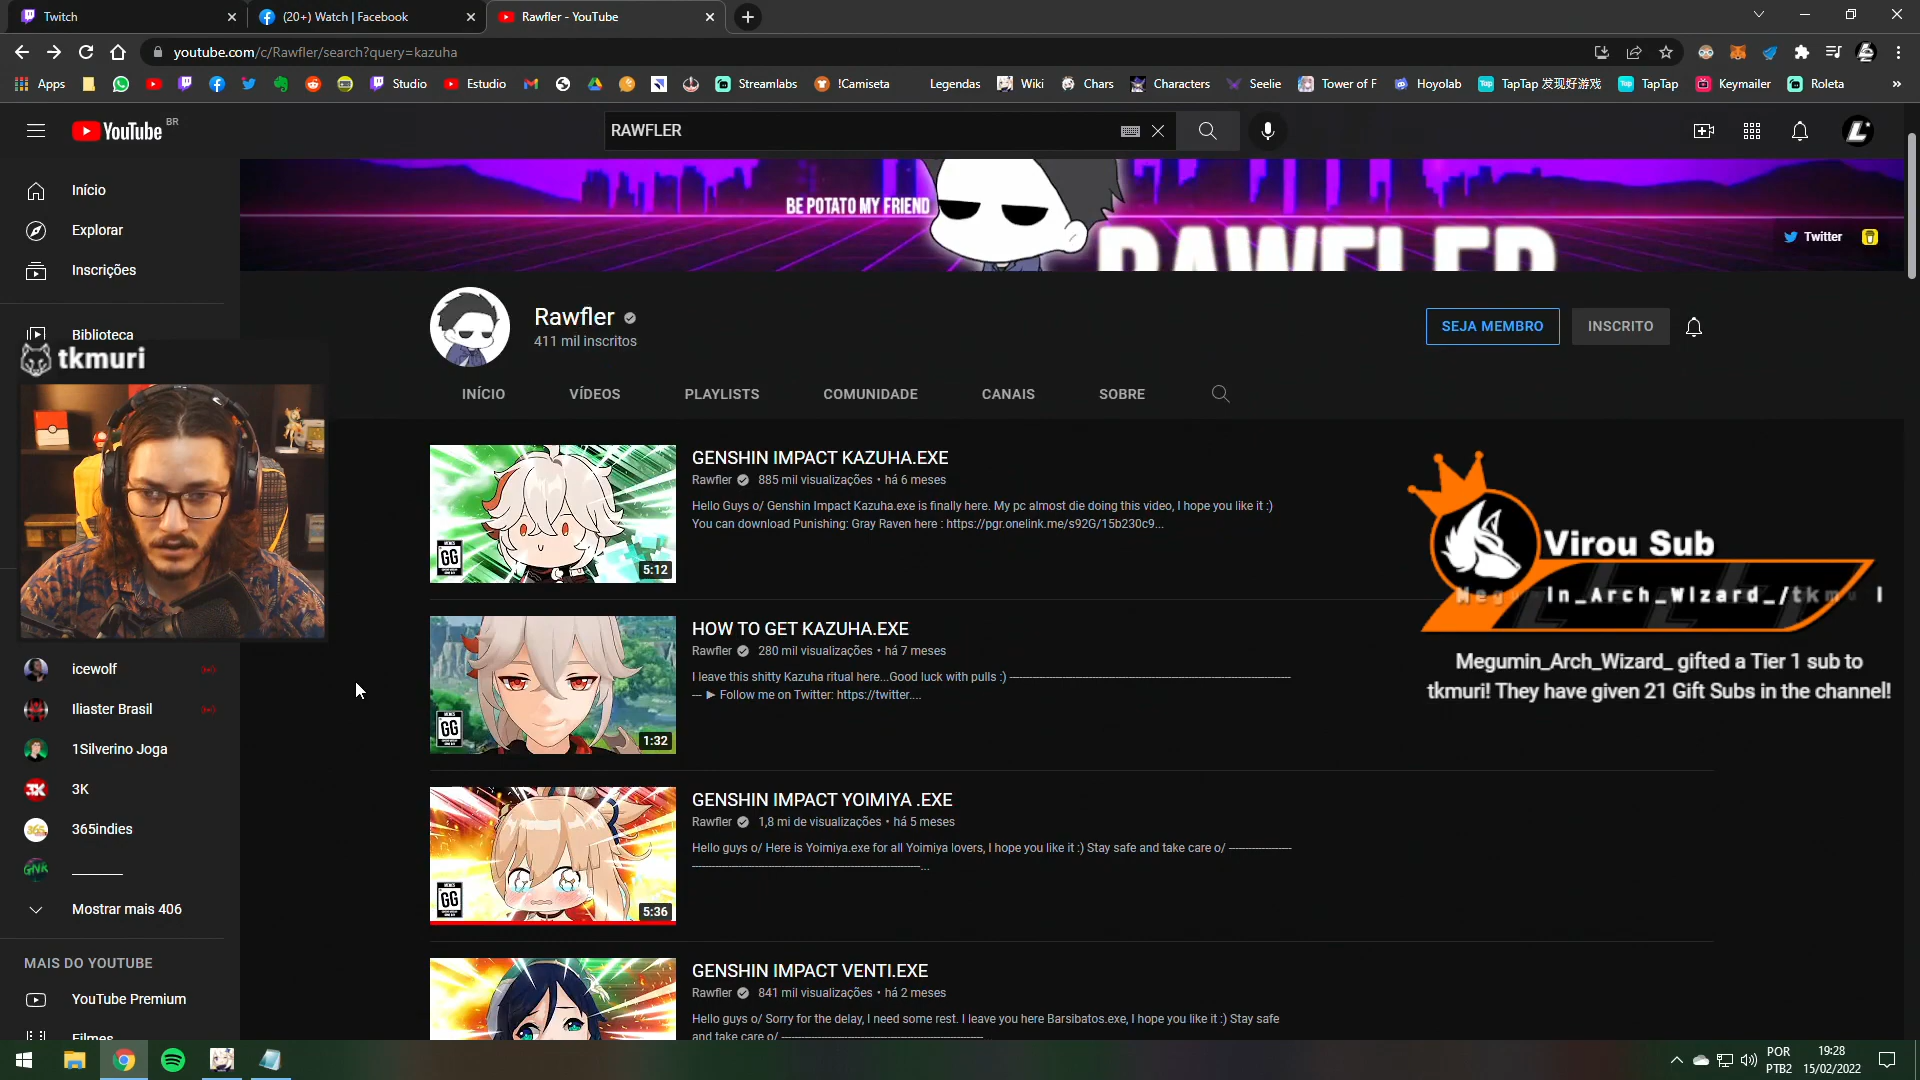 Twitch
(20+) Watch | Facebook
Rawfler - YouTube
youtube.com/c/Rawfler/search?query=kazuha
Apps
Studio
Estudio
Streamlabs
!Camiseta
Legendas
Wiki
Chars
Characters
Seelie
Tower of F
Hoyolab
TapTap 发现好游戏
TapTap
Keymailer
Roleta
»
YouTube BR
RAWFLER
Início
Explorar
Inscrições
Biblioteca
tkmuri
icewolf
Iliaster Brasil
1Silverino Joga
3K
365indies
Mostrar mais 406
MAIS DO YOUTUBE
YouTube Premium
Filmes
BE POTATO MY FRIEND
RAWFLER
Twitter
Rawfler
411 mil inscritos
SEJA MEMBRO
INSCRITO
INÍCIO
VÍDEOS
PLAYLISTS
COMUNIDADE
CANAIS
SOBRE
GG
5:12
GENSHIN IMPACT KAZUHA.EXE
Rawfler 885 mil visualizações • há 6 meses
Hello Guys o/ Genshin Impact Kazuha.exe is finally here. My pc almost die doing this video, I hope you like it :)
You can download Punishing: Gray Raven here : https://pgr.onelink.me/s92G/15b230c9...
GG
1:32
HOW TO GET KAZUHA.EXE
Rawfler 280 mil visualizações • há 7 meses
I leave this shitty Kazuha ritual here...Good luck with pulls :) ----------
--- ► Follow me on Twitter: https://twitter....
MEMES
GG
5:36
GENSHIN IMPACT YOIMIYA .EXE
Rawfler 1,8 mi de visualizações • há 5 meses
Hello guys o/ Here is Yoimiya.exe for all Yoimiya lovers, I hope you like it :) Stay safe and take care o/ ----------
----------...
GENSHIN IMPACT VENTI.EXE
Rawfler 841 mil visualizações • há 2 meses
Hello guys o/ Sorry for the delay, I need some rest. I leave you here Barsibatos.exe, I hope you like it :) Stay safe
and take care o/ ----------
Virou Sub
Megumin_Arch_Wizard_ gifted a Tier 1 sub to
tkmuri! They have given 21 Gift Subs in the channel!
POR
PTB2
19:28
15/02/2022